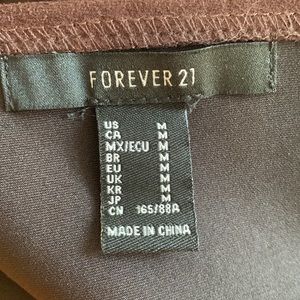 FOREVER 21
US M
CA M
MX/ECU M
BR M
EU M
UK M
KR M
JP M
CN 165/88A
MADE IN CHINA